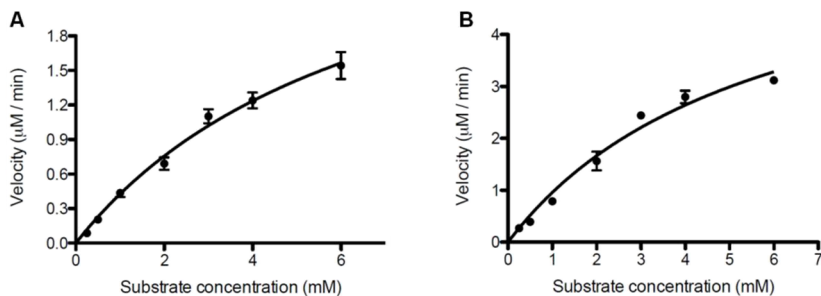 A
B
Velocity (μM / min)
1.8
1.5
1.2
0.9
0.6
0.3
0.0
0 2 4 6
Substrate concentration (mM)
Velocity (μM / min)
4
3
2
1
0
0 1 2 3 4 5 6 7
Substrate concentration (mM)